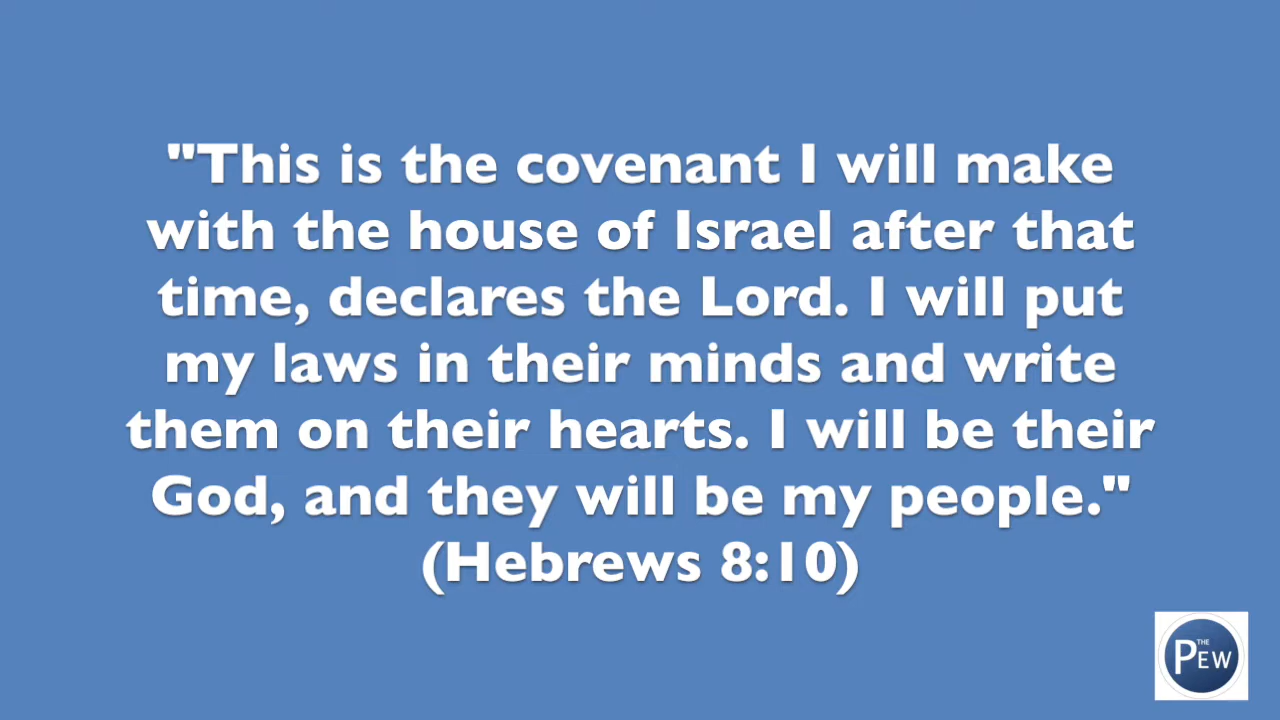 "This is the covenant I will make
with the house of Israel after that
time, declares the Lord. I will put
my laws in their minds and write
them on their hearts. I will be their
God, and they will be my people."
(Hebrews 8:10)
THE
PEW